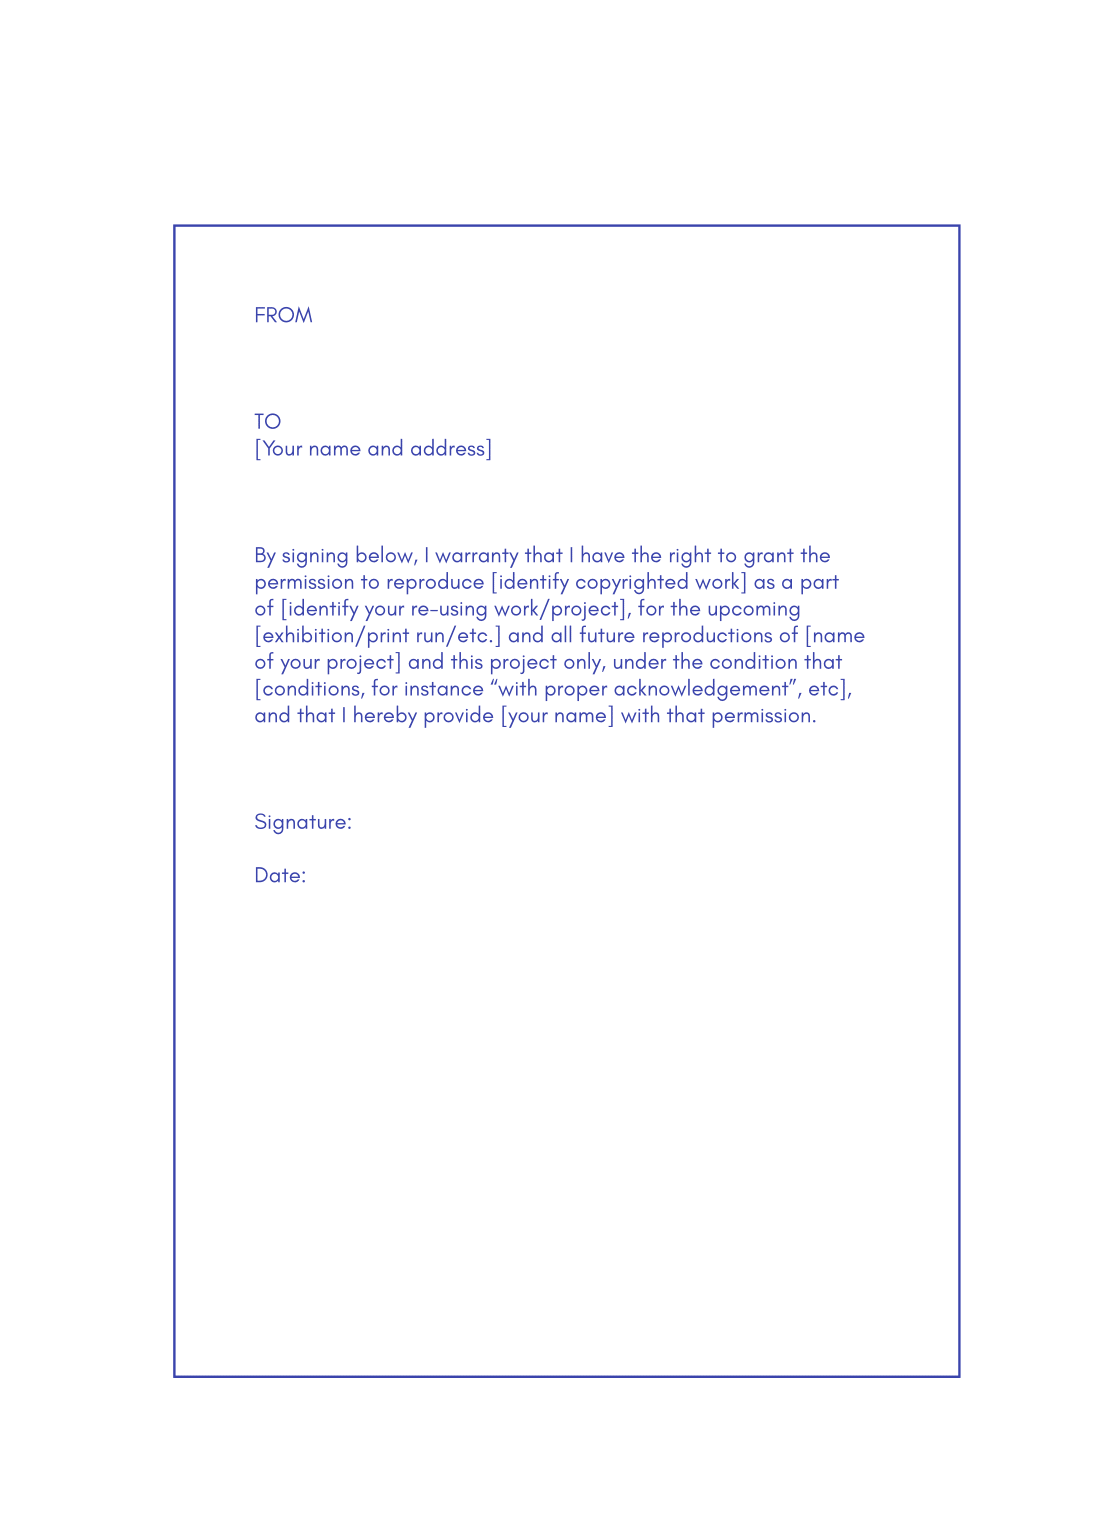 FROM
TO
[Your name and address]
By signing below, I warranty that I have the right to grant the
permission to reproduce [identify copyrighted work] as a part
of [identify your re-using work/project], for the upcoming
[exhibition/print run/etc.] and all future reproductions of [name
of your project] and this project only, under the condition that
[conditions, for instance “with proper acknowledgement”, etc],
and that I hereby provide [your name] with that permission.
Signature:
Date: